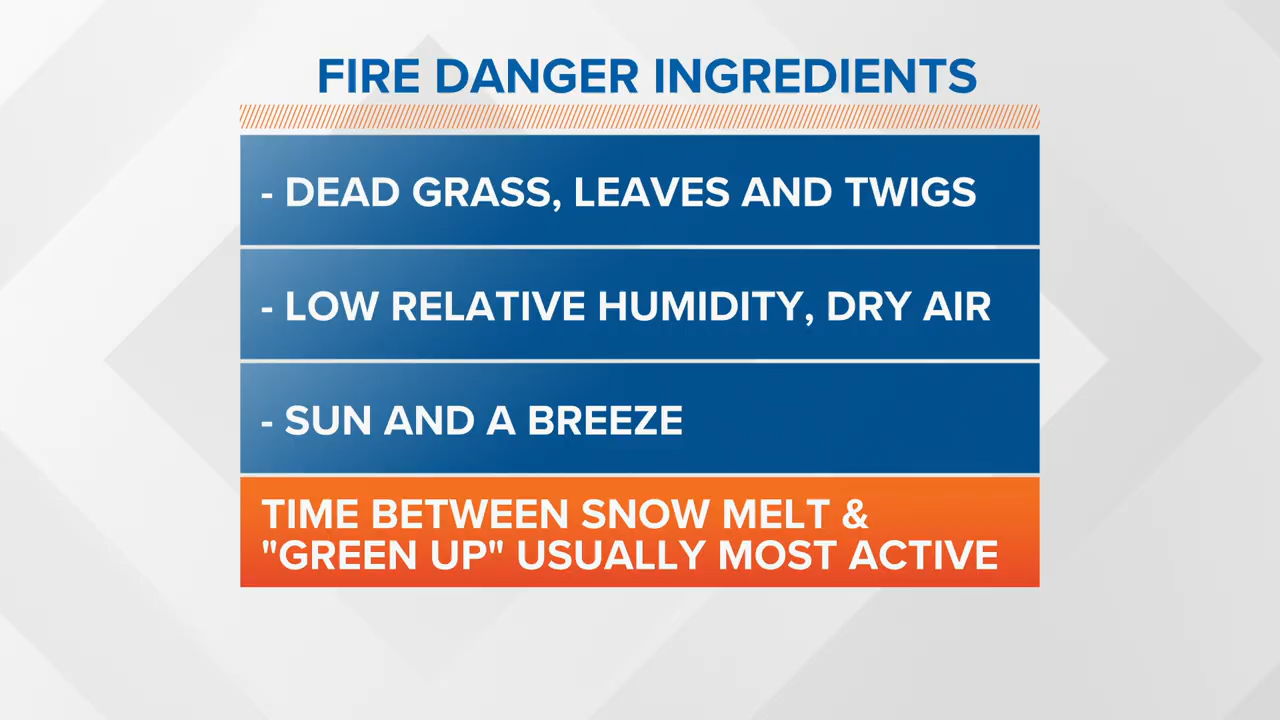 FIRE DANGER INGREDIENTS
- DEAD GRASS, LEAVES AND TWIGS
- LOW RELATIVE HUMIDITY, DRY AIR
- SUN AND A BREEZE
TIME BETWEEN SNOW MELT &
"GREEN UP" USUALLY MOST ACTIVE